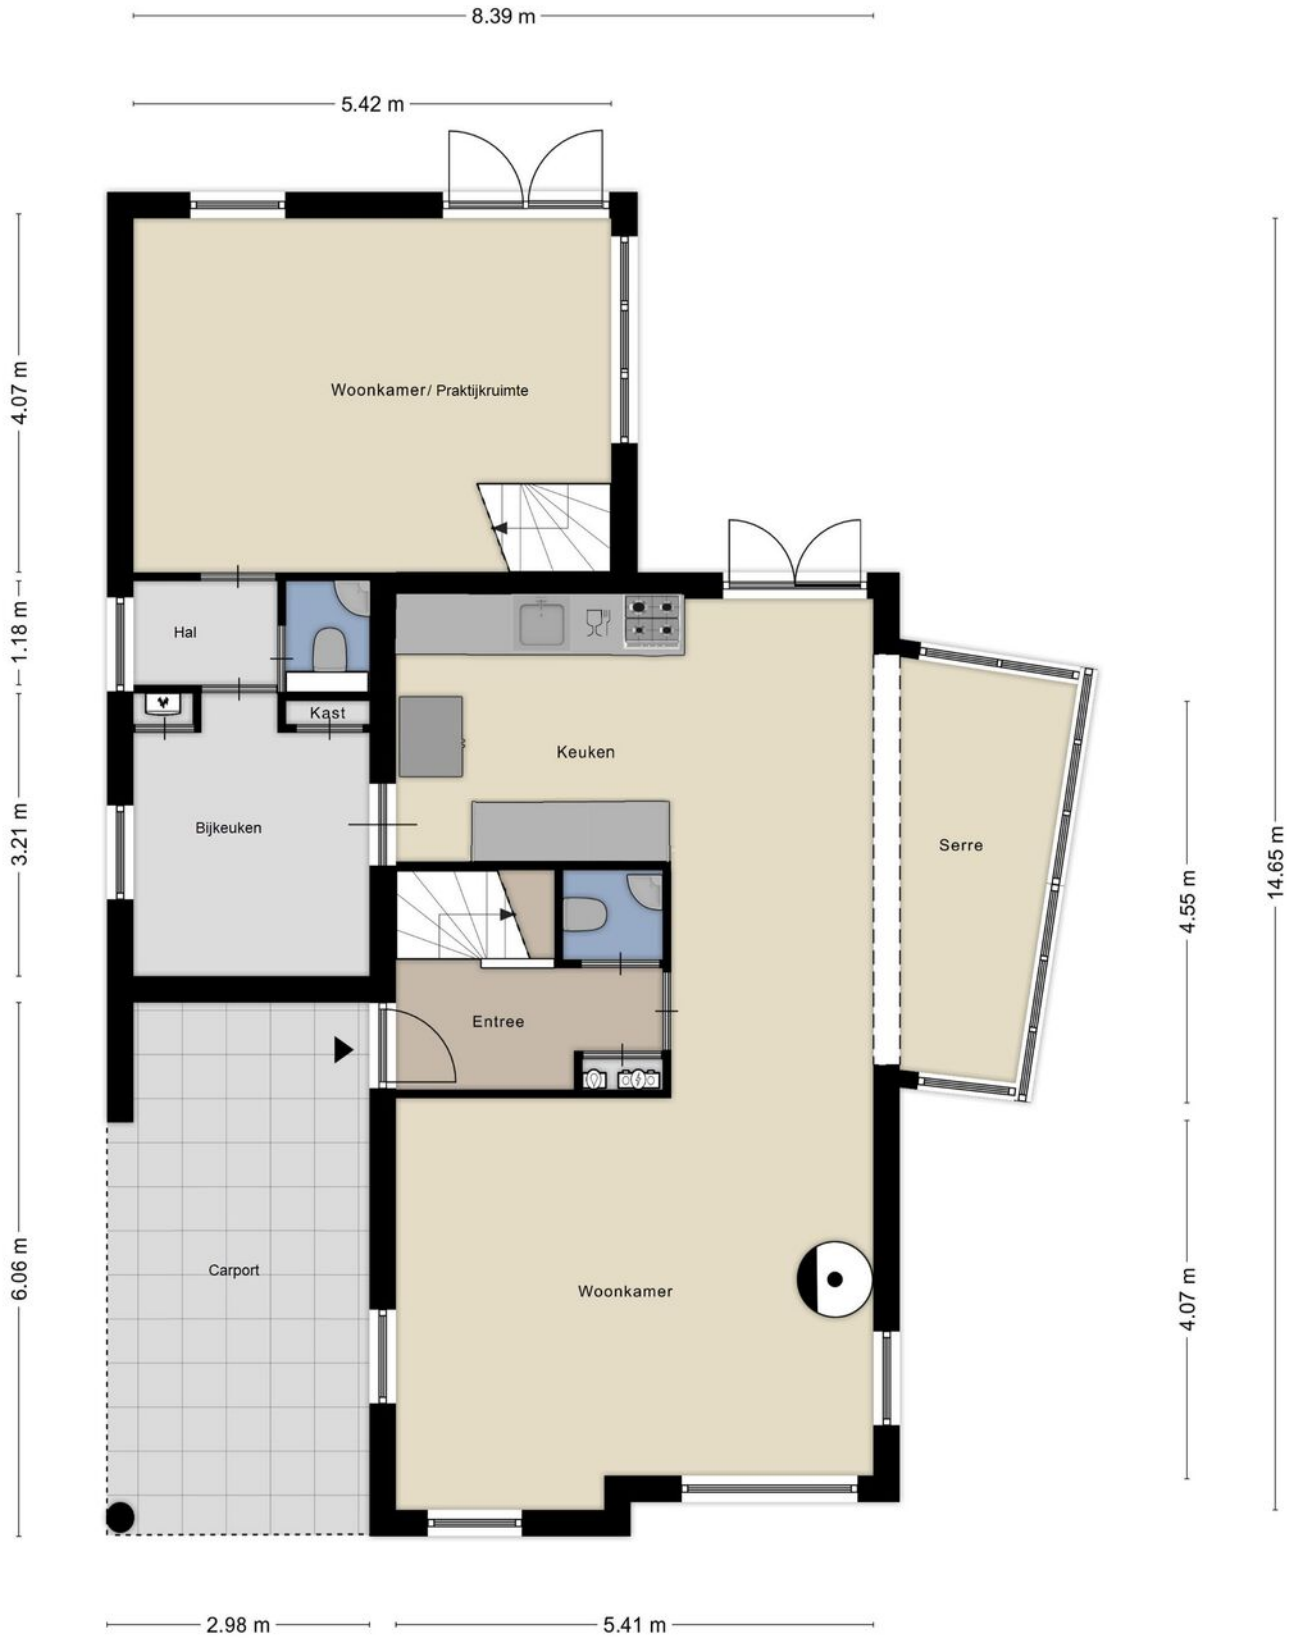 8.39 m
5.42 m
4.07 m
Woonkamer/ Praktijkruimte
1.18 m
Hal
Kast
Keuken
3.21 m
Bijkeuken
Serre
4.55 m
14.65 m
Entree
6.06 m
Carport
Woonkamer
4.07 m
2.98 m
5.41 m